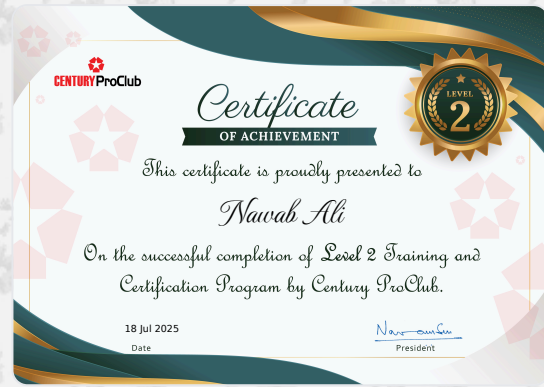 CENTURY ProClub
Certificate
OF ACHIEVEMENT
LEVEL
2
This certificate is proudly presented to
Nawab Ali
On the successful completion of Level 2 Training and
Certification Program by Century ProClub.
18 Jul 2025
Date
President